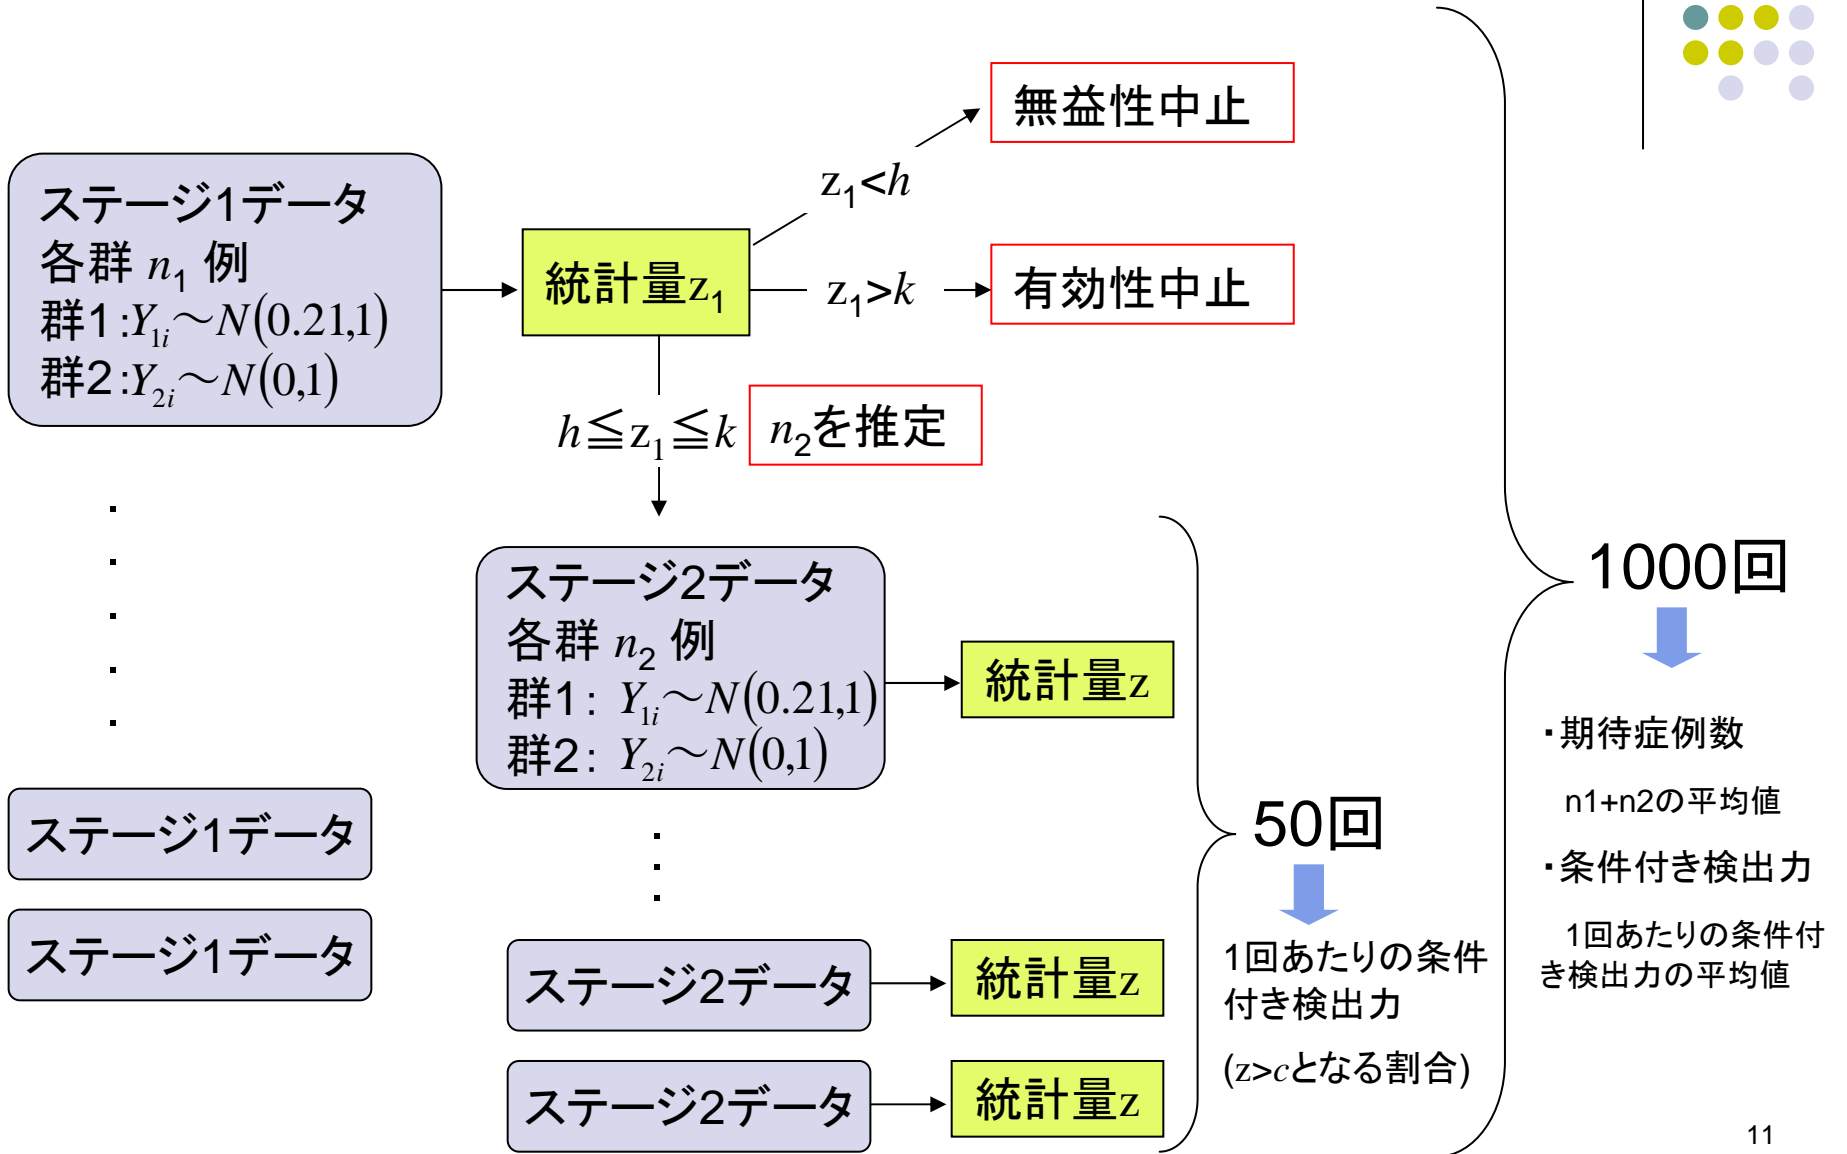 ステージ1データ
各群 n₁ 例
群1:Y₁ᵢ～N(0.21,1)
群2:Y₂ᵢ～N(0,1)
統計量z₁
z₁<h
無益性中止
z₁>k
有効性中止
h≦z₁≦k
n₂を推定
ステージ2データ
各群 n₂ 例
群1: Y₁ᵢ～N(0.21,1)
群2: Y₂ᵢ～N(0,1)
統計量z
ステージ1データ
ステージ1データ
ステージ2データ
統計量z
ステージ2データ
統計量z
50回
1回あたりの条件
付き検出力
(z>cとなる割合)
1000回
・期待症例数
n1+n2の平均値
・条件付き検出力
1回あたりの条件付
き検出力の平均値
11